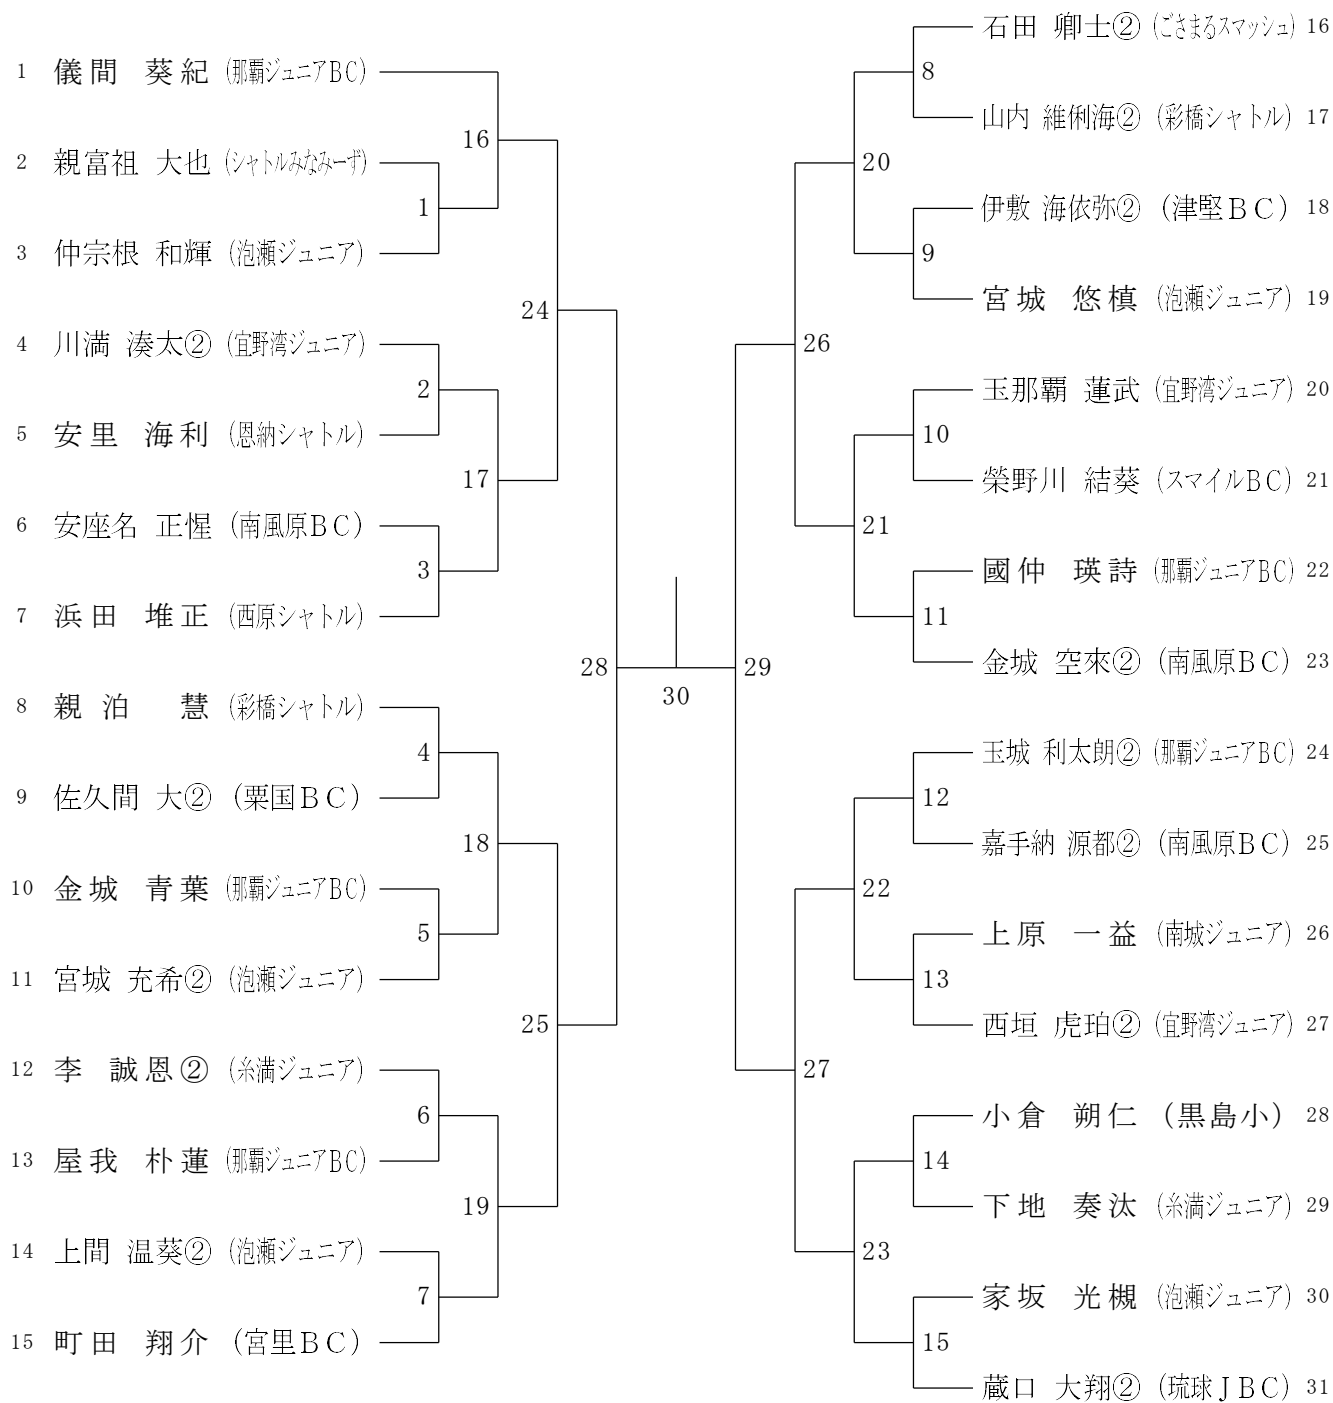 1 儀間 葵紀 (那覇ジュニアBC)
2 親富祖 大也 (シャトルみなみーず)
3 仲宗根 和輝 (泡瀬ジュニア)
4 川満 湊太② (宜野湾ジュニア)
5 安里 海利 (恩納シャトル)
6 安座名 正惺 (南風原BC)
7 浜田 堆正 (西原シャトル)
8 親泊 慧 (彩橋シャトル)
9 佐久間 大② (粟国BC)
10 金城 青葉 (那覇ジュニアBC)
11 宮城 充希② (泡瀬ジュニア)
12 李 誠恩② (糸満ジュニア)
13 屋我 朴蓮 (那覇ジュニアBC)
14 上間 温葵② (泡瀬ジュニア)
15 町田 翔介 (宮里BC)
16
1
24
2
17
3
28
4
18
5
25
6
19
7
30
29
8
20
9
26
10
21
11
12
22
13
27
14
23
15
石田 卿士② (ごさまるスマッシュ) 16
山内 維俐海② (彩橋シャトル) 17
伊敷 海依弥② (津堅BC) 18
宮城 悠槙 (泡瀬ジュニア) 19
玉那覇 蓮武 (宜野湾ジュニア) 20
榮野川 結葵 (スマイルBC) 21
國仲 瑛詩 (那覇ジュニアBC) 22
金城 空來② (南風原BC) 23
玉城 利太朗② (那覇ジュニアBC) 24
嘉手納 源都② (南風原BC) 25
上原 一益 (南城ジュニア) 26
西垣 虎珀② (宜野湾ジュニア) 27
小倉 朔仁 (黒島小) 28
下地 奏汰 (糸満ジュニア) 29
家坂 光槻 (泡瀬ジュニア) 30
蔵口 大翔② (琉球JBC) 31